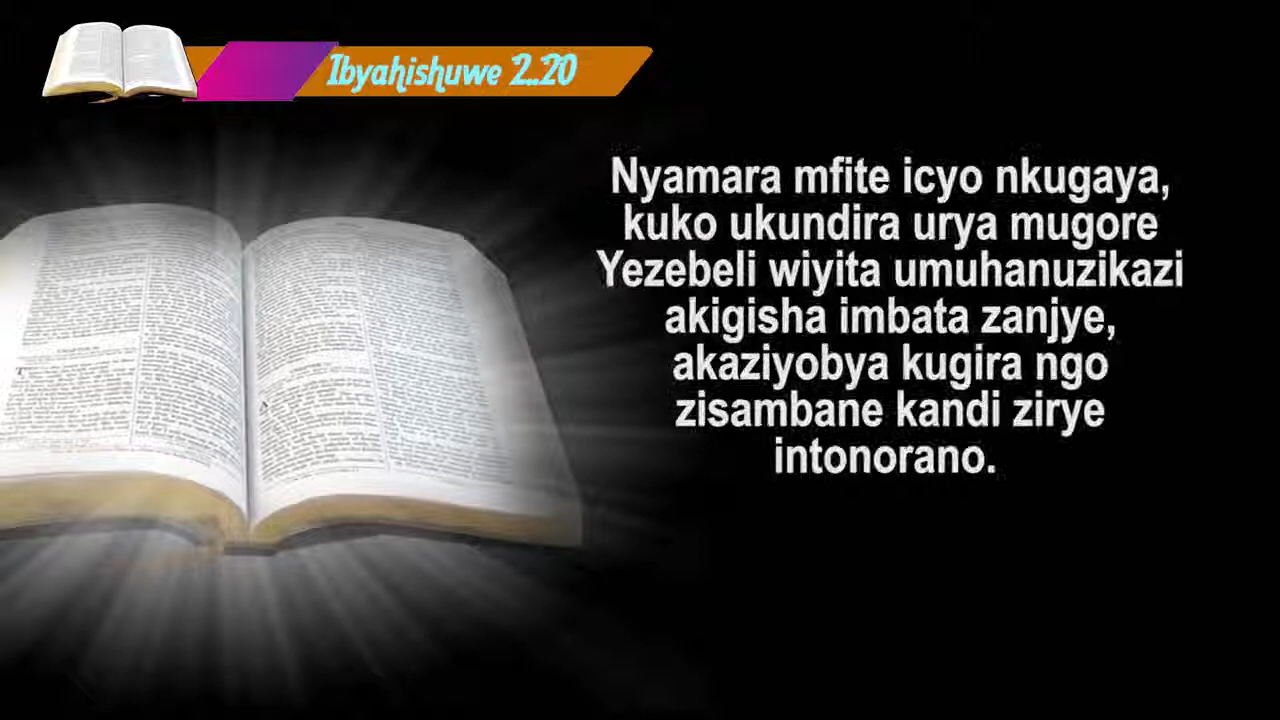 Ibyahishuwe 2..20
Nyamara mfite icyo nkugaya,
kuko ukundira urya mugore
Yezebeli wiyita umuhanuzikazi
akigisha imbata zanjye,
akaziyobya kugira ngo
zisambane kandi zirye
intonorano.